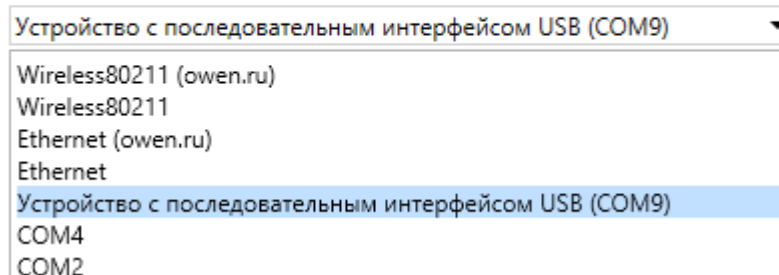 Устройство с последовательным интерфейсом USB (COM9)
Wireless80211 (owen.ru)
Wireless80211
Ethernet (owen.ru)
Ethernet
Устройство с последовательным интерфейсом USB (COM9)
COM4
COM2